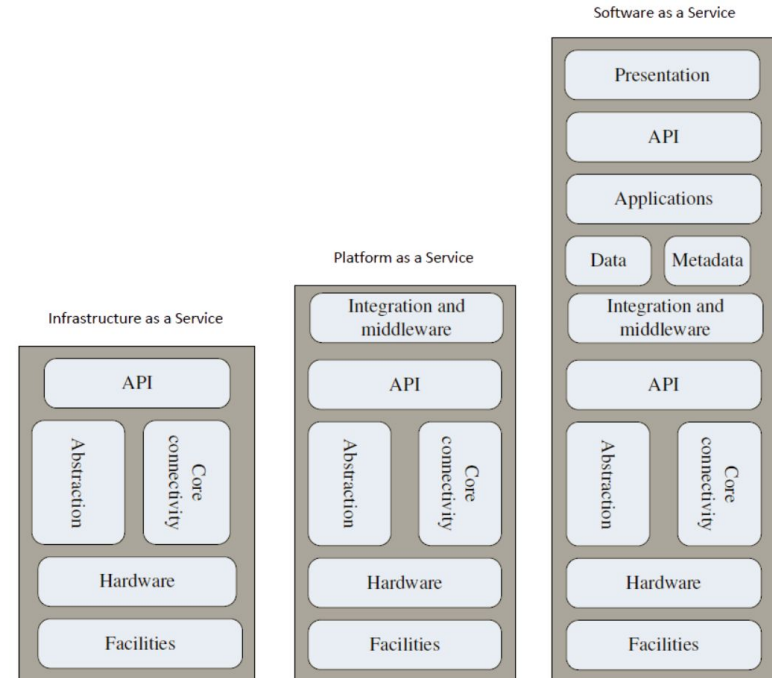 Infrastructure as a Service
API
Abstraction
Core
connectivity
Hardware
Facilities
Platform as a Service
Integration and
middleware
API
Abstraction
Core
connectivity
Hardware
Facilities
Software as a Service
Presentation
API
Applications
Data
Metadata
Integration and
middleware
API
Abstraction
Core
connectivity
Hardware
Facilities